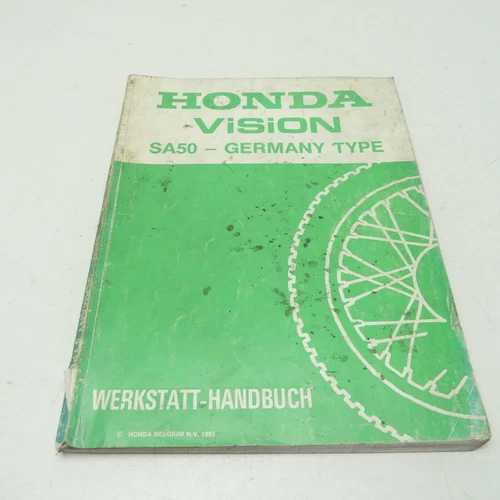 HONDA
ViSiON
SA50 – GERMANY TYPE
WERKSTATT-HANDBUCH
© HONDA BELGIUM N.V.